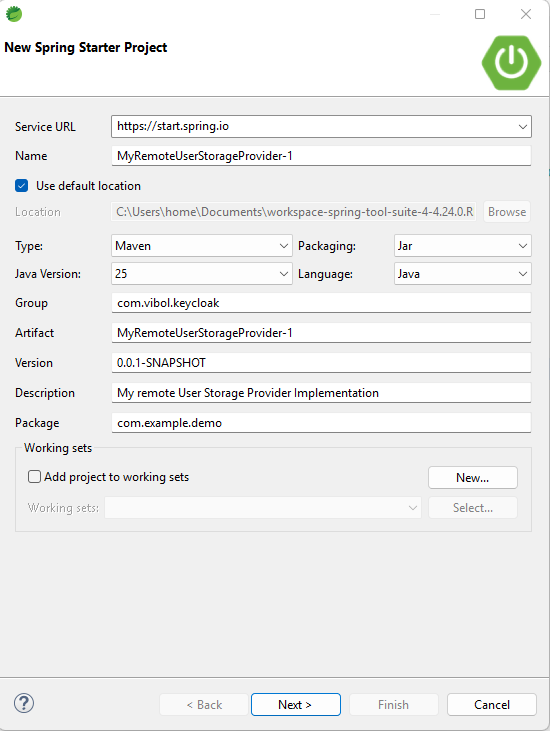 New Spring Starter Project
Service URL https://start.spring.io
Name MyRemoteUserStorageProvider-1
Use default location
Location C:\Users\home\Documents\workspace-spring-tool-suite-4-4.24.0.R Browse
Type: Maven Packaging: Jar
Java Version: 25 Language: Java
Group com.vibol.keycloak
Artifact MyRemoteUserStorageProvider-1
Version 0.0.1-SNAPSHOT
Description My remote User Storage Provider Implementation
Package com.example.demo
Working sets
Add project to working sets New...
Working sets: Select...
? < Back Next > Finish Cancel